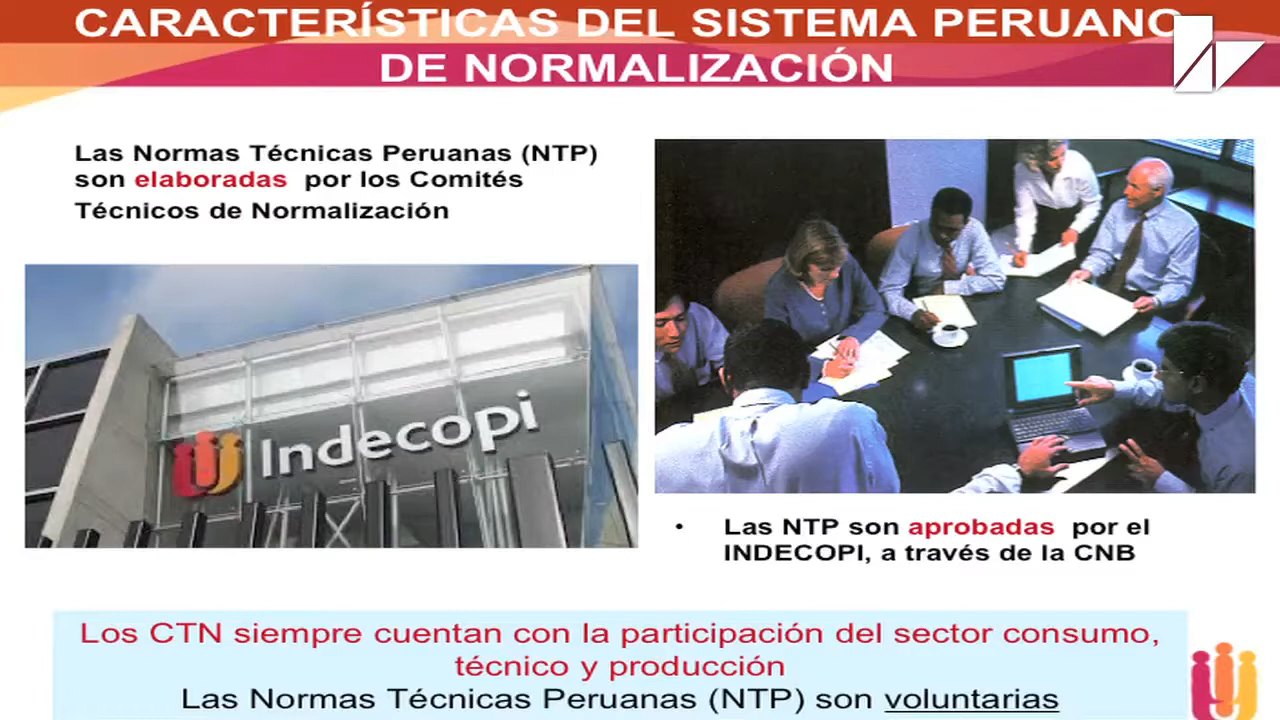 CARACTERÍSTICAS DEL SISTEMA PERUANO
DE NORMALIZACIÓN
Las Normas Técnicas Peruanas (NTP)
son elaboradas por los Comités
Técnicos de Normalización
Indecopi
• Las NTP son aprobadas por el
INDECOPI, a través de la CNB
Los CTN siempre cuentan con la participación del sector consumo,
técnico y producción
Las Normas Técnicas Peruanas (NTP) son voluntarias